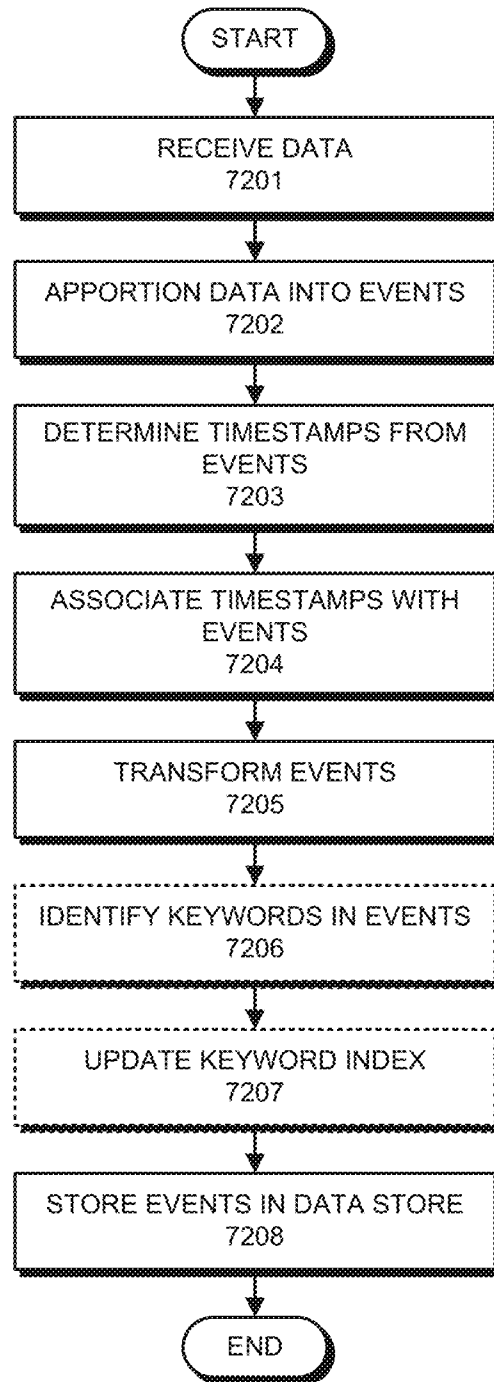 START
RECEIVE DATA
7201
APPORTION DATA INTO EVENTS
7202
DETERMINE TIMESTAMPS FROM
EVENTS
7203
ASSOCIATE TIMESTAMPS WITH
EVENTS
7204
TRANSFORM EVENTS
7205
IDENTIFY KEYWORDS IN EVENTS
7206
UPDATE KEYWORD INDEX
7207
STORE EVENTS IN DATA STORE
7208
END